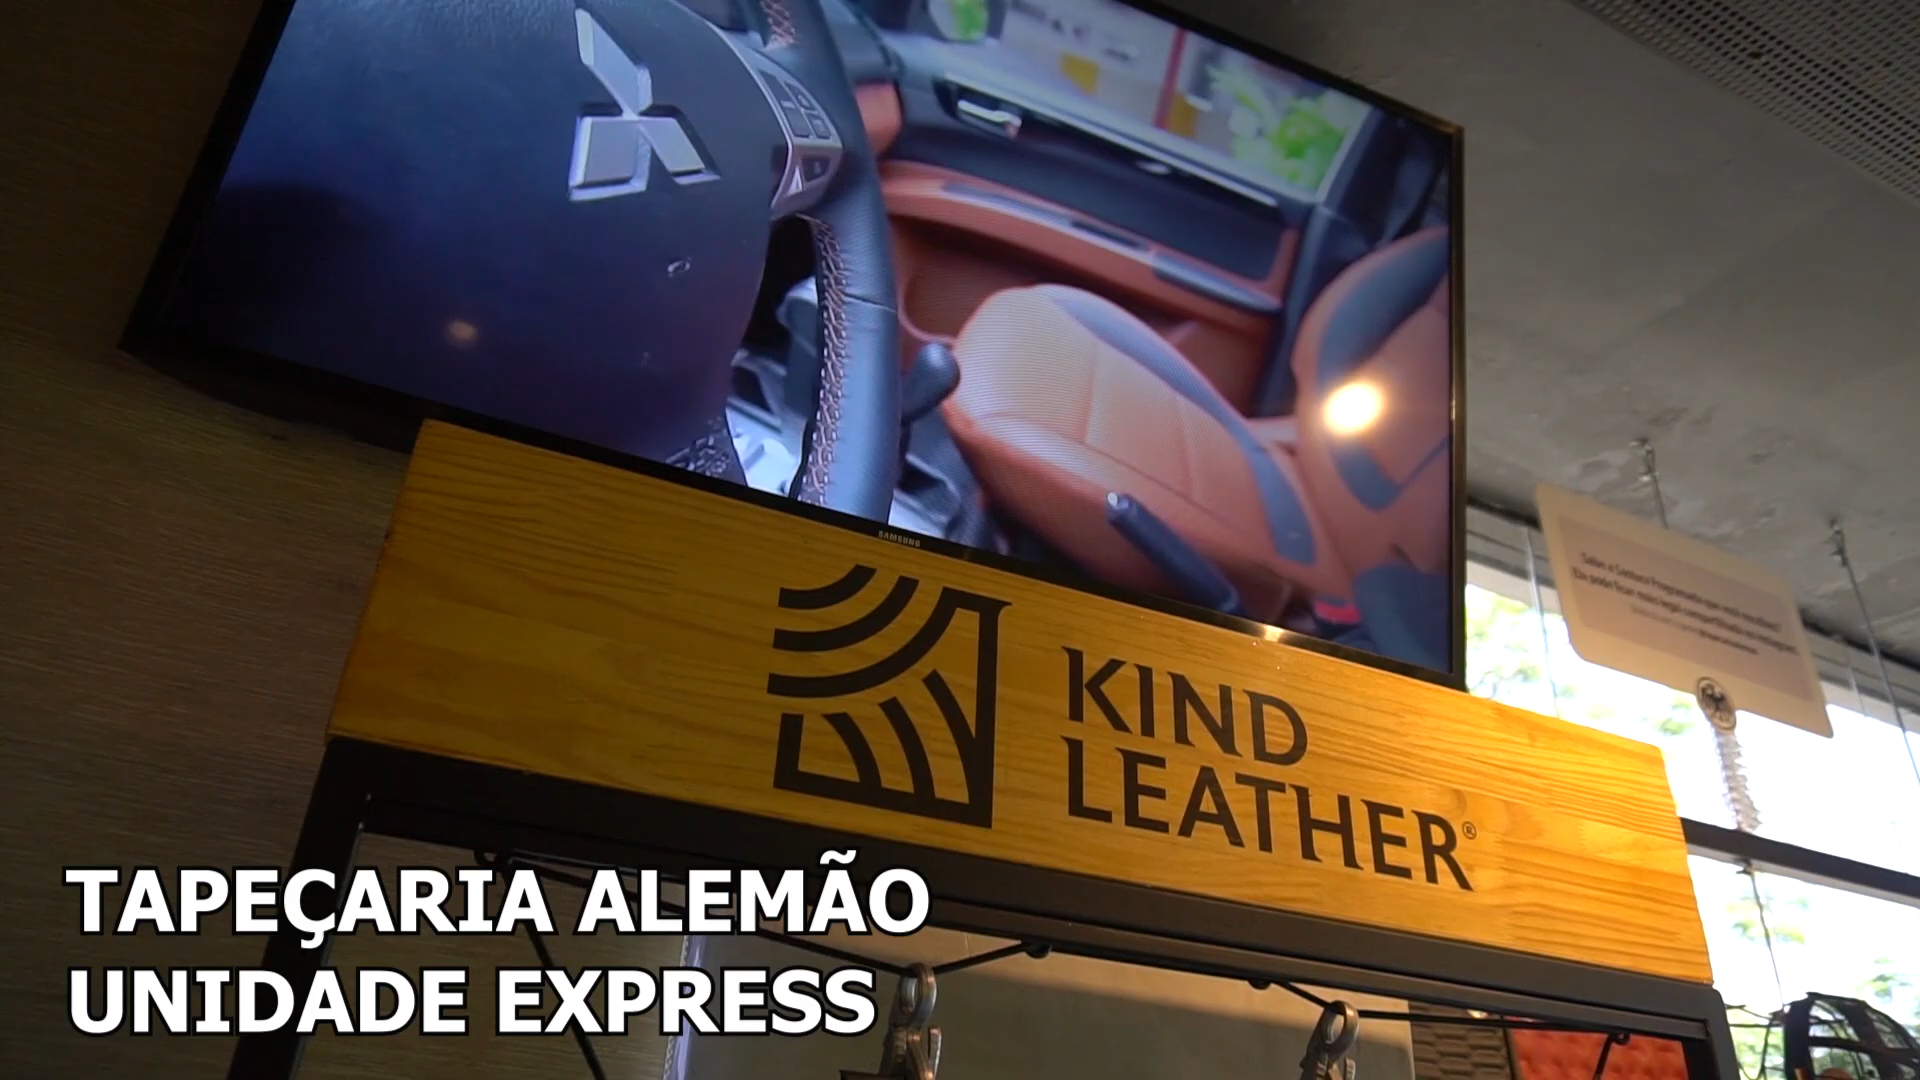 SAMSUNG
KIND
LEATHER®
TAPEÇARIA ALEMÃO
UNIDADE EXPRESS